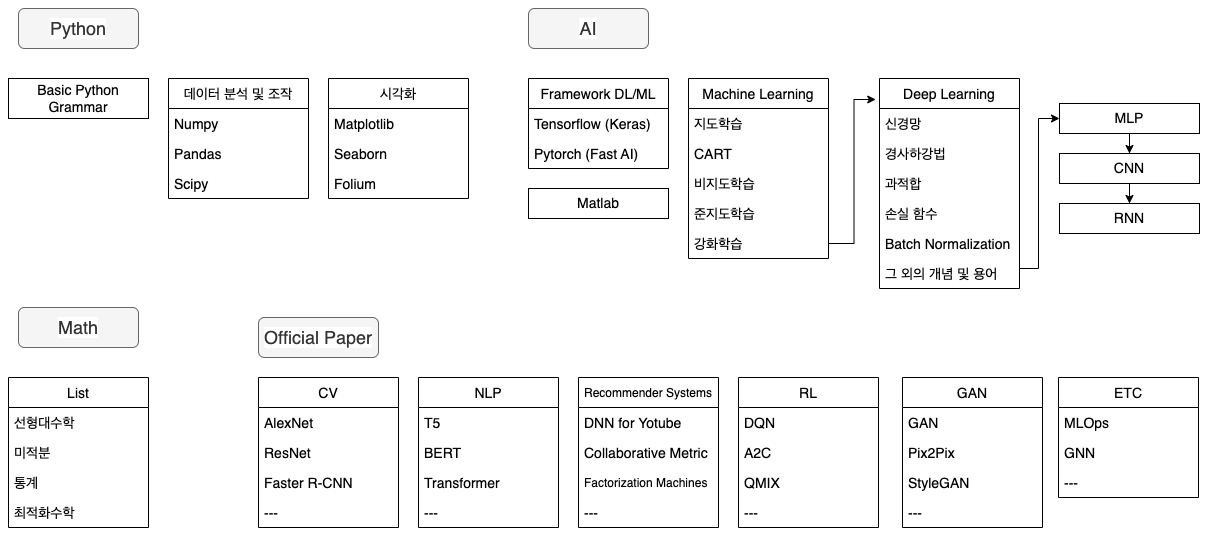 Python
Basic Python
Grammar
데이터 분석 및 조작
Numpy
Pandas
Scipy
시각화
Matplotlib
Seaborn
Folium
AI
Framework DL/ML
Tensorflow (Keras)
Pytorch (Fast AI)
Matlab
Machine Learning
지도학습
CART
비지도학습
준지도학습
강화학습
Deep Learning
신경망
경사하강법
과적합
손실 함수
Batch Normalization
그 외의 개념 및 용어
MLP
CNN
RNN
Math
List
선형대수학
미적분
통계
최적화수학
Official Paper
CV
AlexNet
ResNet
Faster R-CNN
---
NLP
T5
BERT
Transformer
---
Recommender Systems
DNN for Yotube
Collaborative Metric
Factorization Machines
---
RL
DQN
A2C
QMIX
---
GAN
GAN
Pix2Pix
StyleGAN
---
ETC
MLOps
GNN
---